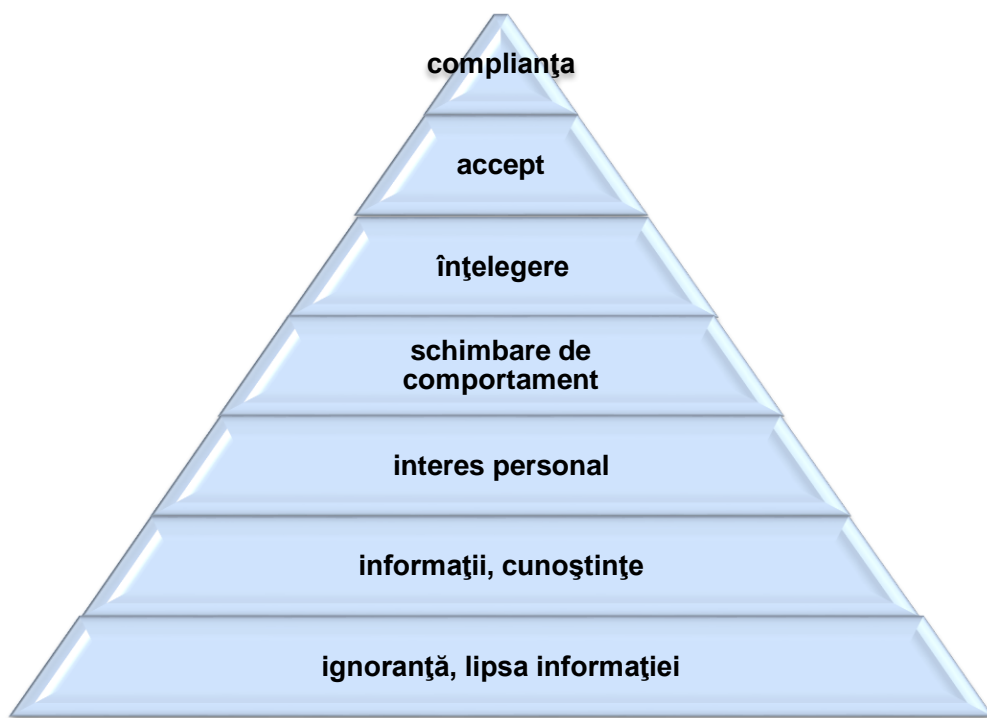 complianţa
accept
înţelegere
schimbare de
comportament
interes personal
informaţii, cunoştinţe
ignoranţă, lipsa informaţiei